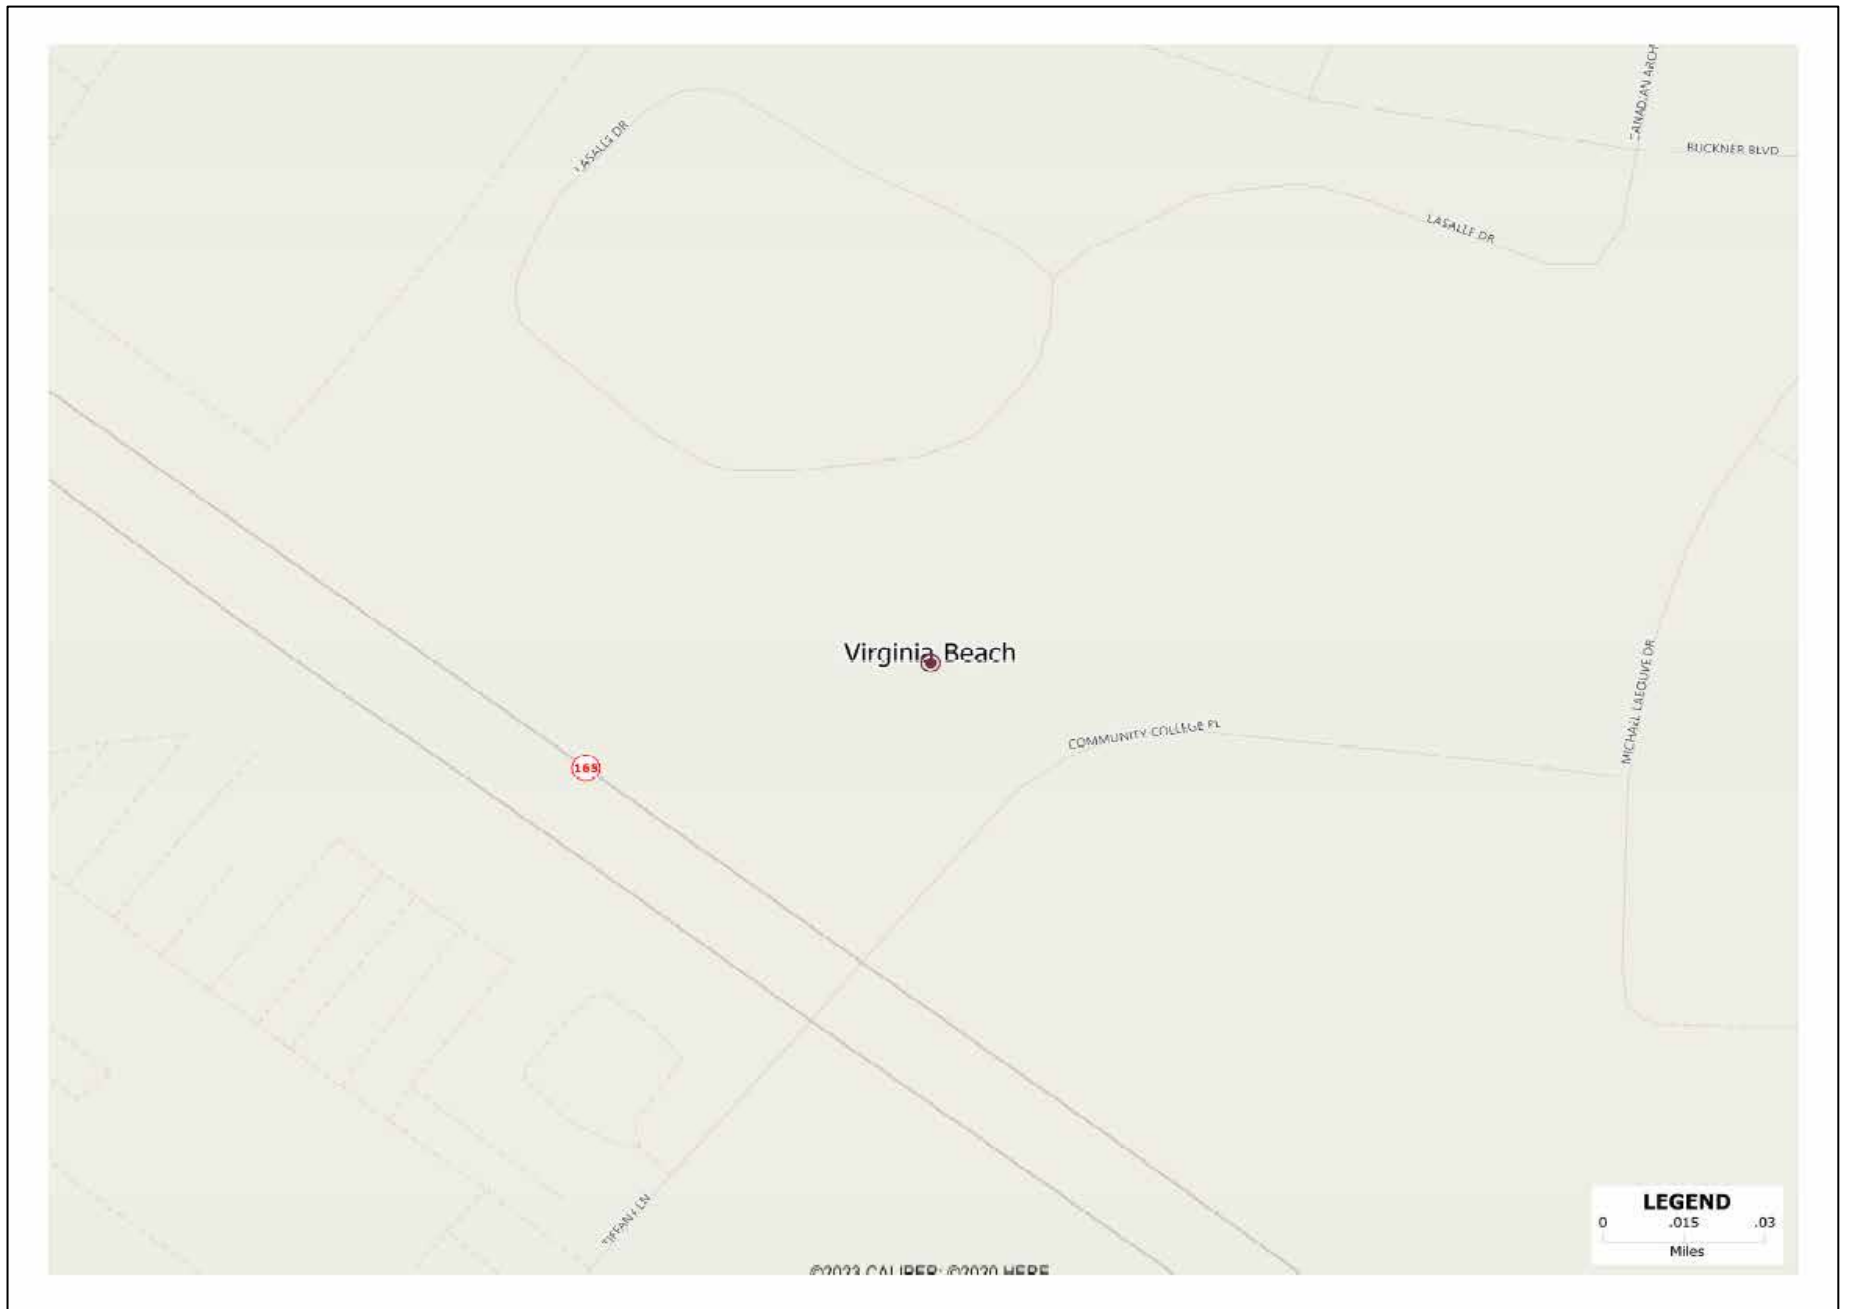 LASALLE DR
CANADIAN ARCH
BUCKNER BLVD
LASALLE DR
Virginia Beach
MICHAEL LAEOUVE DR
COMMUNITY COLLEGE PL
165
TIFFANY LN
LEGEND
0 .015 .03
Miles
©2023 CALIPER; ©2020 HERE